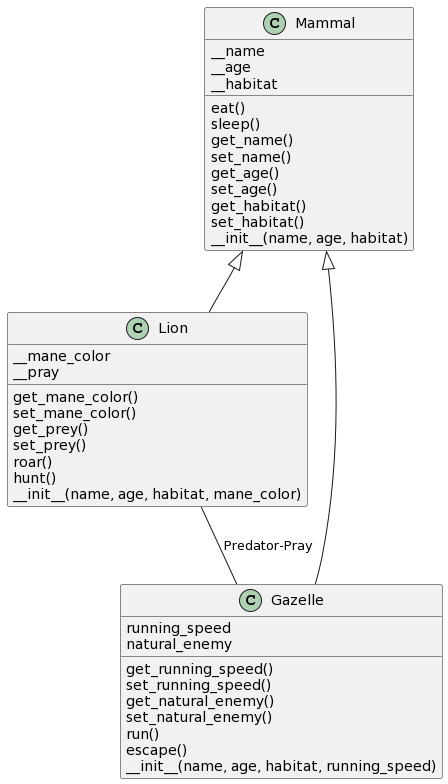 C Mammal
__name
__age
__habitat
eat()
sleep()
get_name()
set_name()
get_age()
set_age()
get_habitat()
set_habitat()
__init__(name, age, habitat)
C Lion
__mane_color
__pray
get_mane_color()
set_mane_color()
get_prey()
set_prey()
roar()
hunt()
__init__(name, age, habitat, mane_color)
Predator-Pray
C Gazelle
running_speed
natural_enemy
get_running_speed()
set_running_speed()
get_natural_enemy()
set_natural_enemy()
run()
escape()
__init__(name, age, habitat, running_speed)